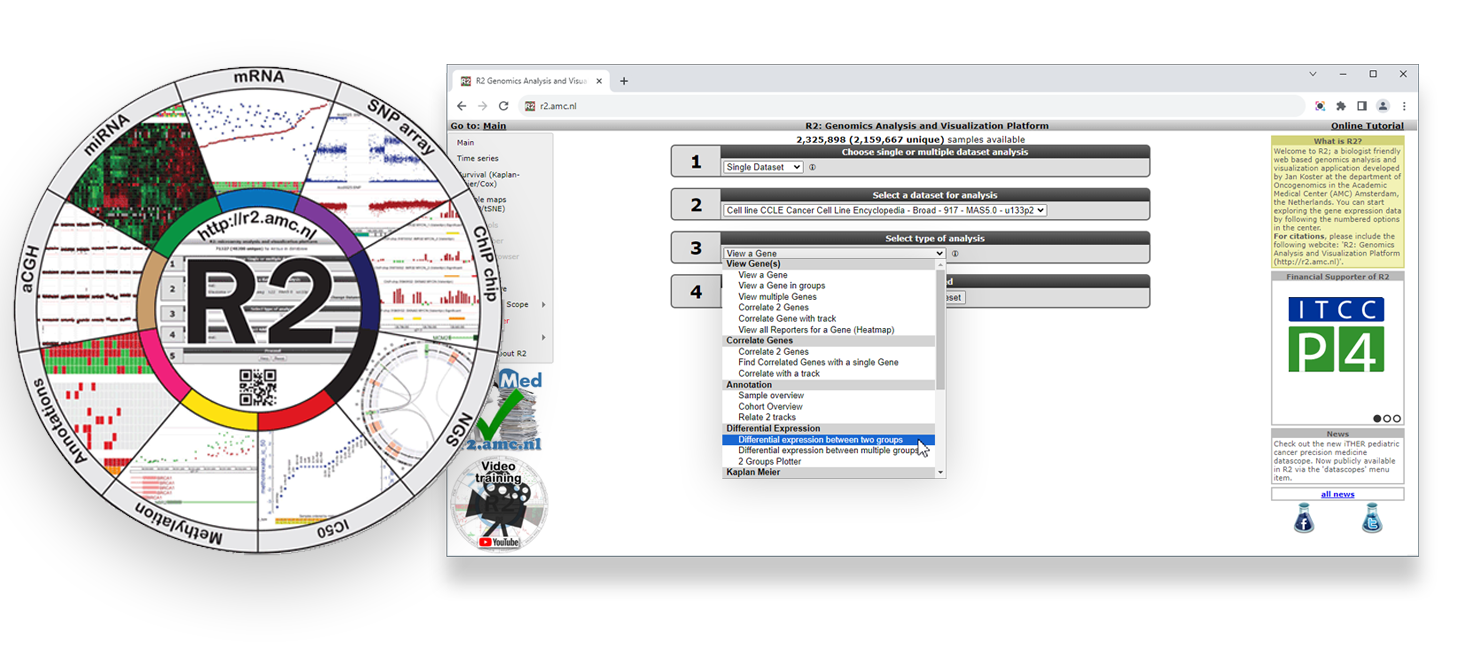 mRNA
SNP array
ChIP chip
NGS
IC50
Methylation
Annotations
aCGH
miRNA
http://r2.amc.nl
R2
1
2
3
4
5
R2 Genomics Analysis and Visu
r2.amc.nl
Go to: Main
R2: Genomics Analysis and Visualization Platform
Online Tutorial
2,325,898 (2,159,667 unique) samples available
Main
Time series
urvival (Kaplan-
ier/Cox)
le maps
/tSNE)
Scope
out R2
Med
2.amc.nl
Video
training
YouTube
1
Choose single or multiple dataset analysis
Single Dataset
2
Select a dataset for analysis
Cell line CCLE Cancer Cell Line Encyclopedia - Broad - 917 - MAS5.0 - u133p2
3
Select type of analysis
View a Gene
4
ed
eset
View Gene(s)
View a Gene
View a Gene in groups
View multiple Genes
Correlate 2 Genes
Correlate Gene with track
View all Reporters for a Gene (Heatmap)
Correlate Genes
Correlate 2 Genes
Find Correlated Genes with a single Gene
Correlate with a track
Annotation
Sample overview
Cohort Overview
Relate 2 tracks
Differential Expression
Differential expression between two groups
Differential expression between multiple groups
2 Groups Plotter
Kaplan Meier
What is R2?
Welcome to R2; a biologist friendly
web based genomics analysis and
visualization application developed
by Jan Koster at the department of
Oncogenomics in the Academic
Medical Center (AMC) Amsterdam,
the Netherlands. You can start
exploring the gene expression data
by following the numbered options
in the center.
For citations, please include the
following website: 'R2: Genomics
Analysis and Visualization Platform
(http://r2.amc.nl)'.
Financial Supporter of R2
ITCC
P4
News
Check out the new iTHER pediatric
cancer precision medicine
datascope. Now publically available
in R2 via the 'datascopes' menu
item.
all news